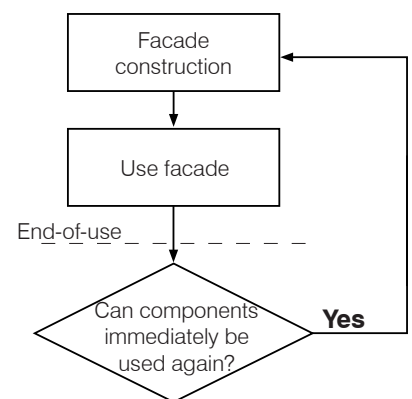 Facade
construction
Use facade
End-of-use
Can components
immediately be
used again?
Yes